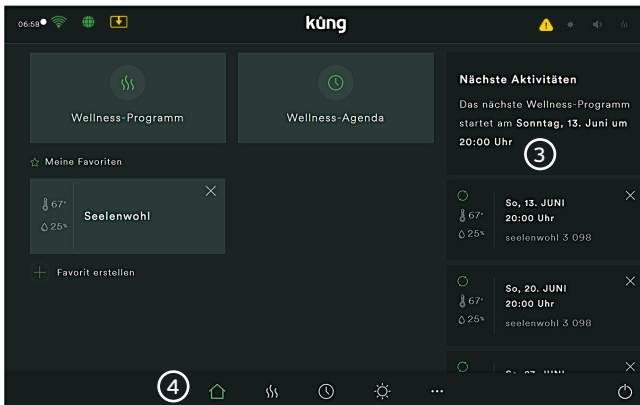 06:58
küng
Wellness-Programm
Wellness-Agenda
Meine Favoriten
67°
25%
Seelenwohl
Favorit erstellen
Nächste Aktivitäten
Das nächste Wellness-Programm
startet am Sonntag, 13. Juni um
20:00 Uhr
3
So, 13. JUNI
67°
20:00 Uhr
25%
seelenwohl 3 098
So, 20. JUNI
67°
20:00 Uhr
25%
seelenwohl 3 098
4